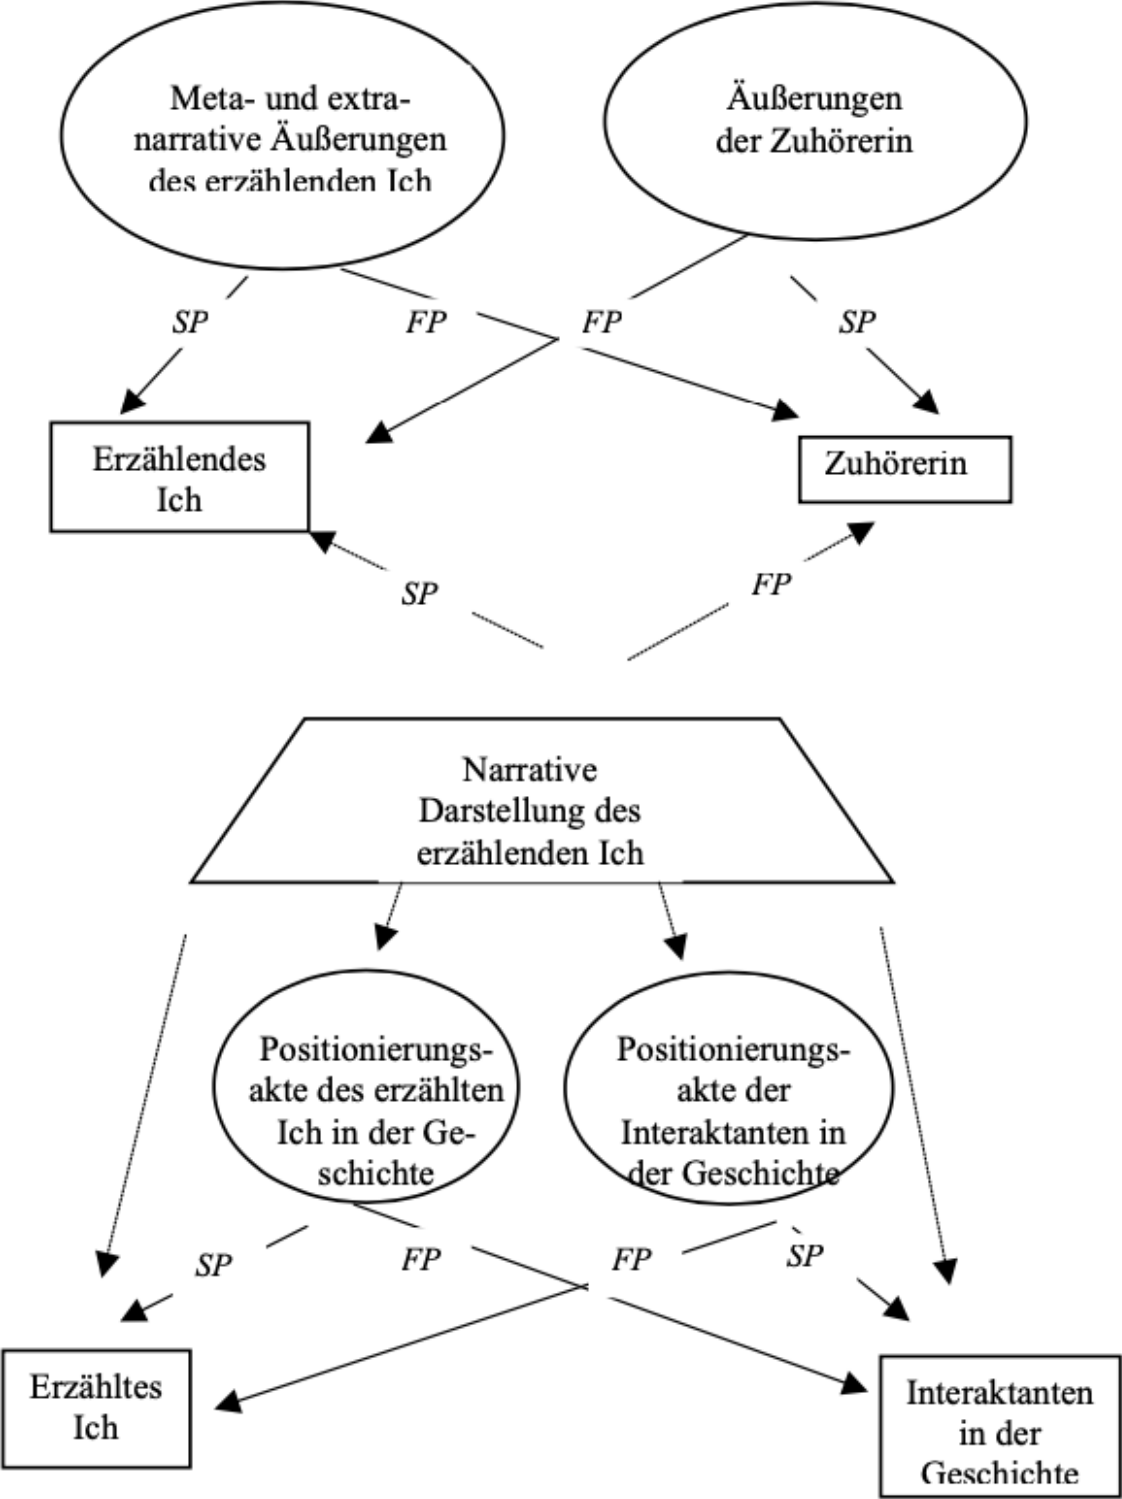 Meta- und extra-
narrative Äußerungen
des erzählenden Ich
Äußerungen
der Zuhörerin
SP
FP
FP
SP
Erzählendes
Ich
Zuhörerin
SP
FP
Narrative
Darstellung des
erzählenden Ich
Positionierungs-
akte des erzählten
Ich in der Ge-
schichte
Positionierungs-
akte der
Interaktanten in
der Geschichte
SP
FP
FP
SP
Erzähltes
Ich
Interaktanten
in der
Geschichte